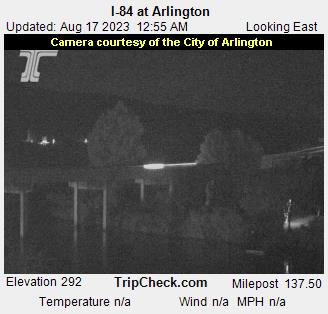 I-84 at Arlington
Updated: Aug 17 2023 12:55 AM Looking East
Camera courtesy of the City of Arlington
Elevation 292 TripCheck.com Milepost 137.50
Temperature n/a Wind n/a MPH n/a